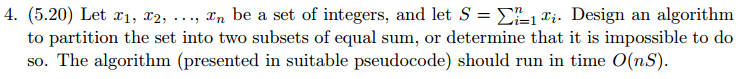 4. (5.20) Let x₁, x₂, ..., xₙ be a set of integers, and let S = ∑ⁿᵢ₌₁ xᵢ. Design an algorithm
to partition the set into two subsets of equal sum, or determine that it is impossible to do
so. The algorithm (presented in suitable pseudocode) should run in time O(nS).